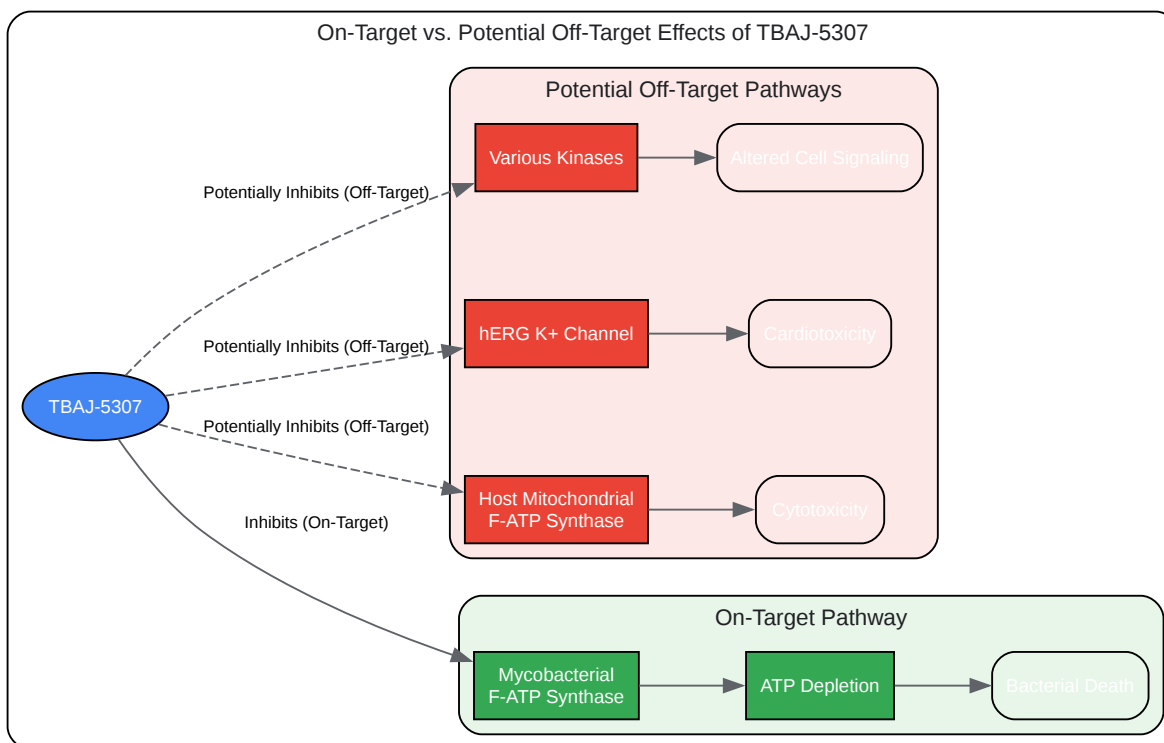 On-Target vs. Potential Off-Target Effects of TBAJ-5307
Potential Off-Target Pathways
Various Kinases
Altered Cell Signaling
Potentially Inhibits (Off-Target)
hERG K+ Channel
Cardiotoxicity
Potentially Inhibits (Off-Target)
TBAJ-5307
Potentially Inhibits (Off-Target)
Host Mitochondrial
F-ATP Synthase
Cytotoxicity
Inhibits (On-Target)
On-Target Pathway
Mycobacterial
F-ATP Synthase
ATP Depletion
Bacterial Death